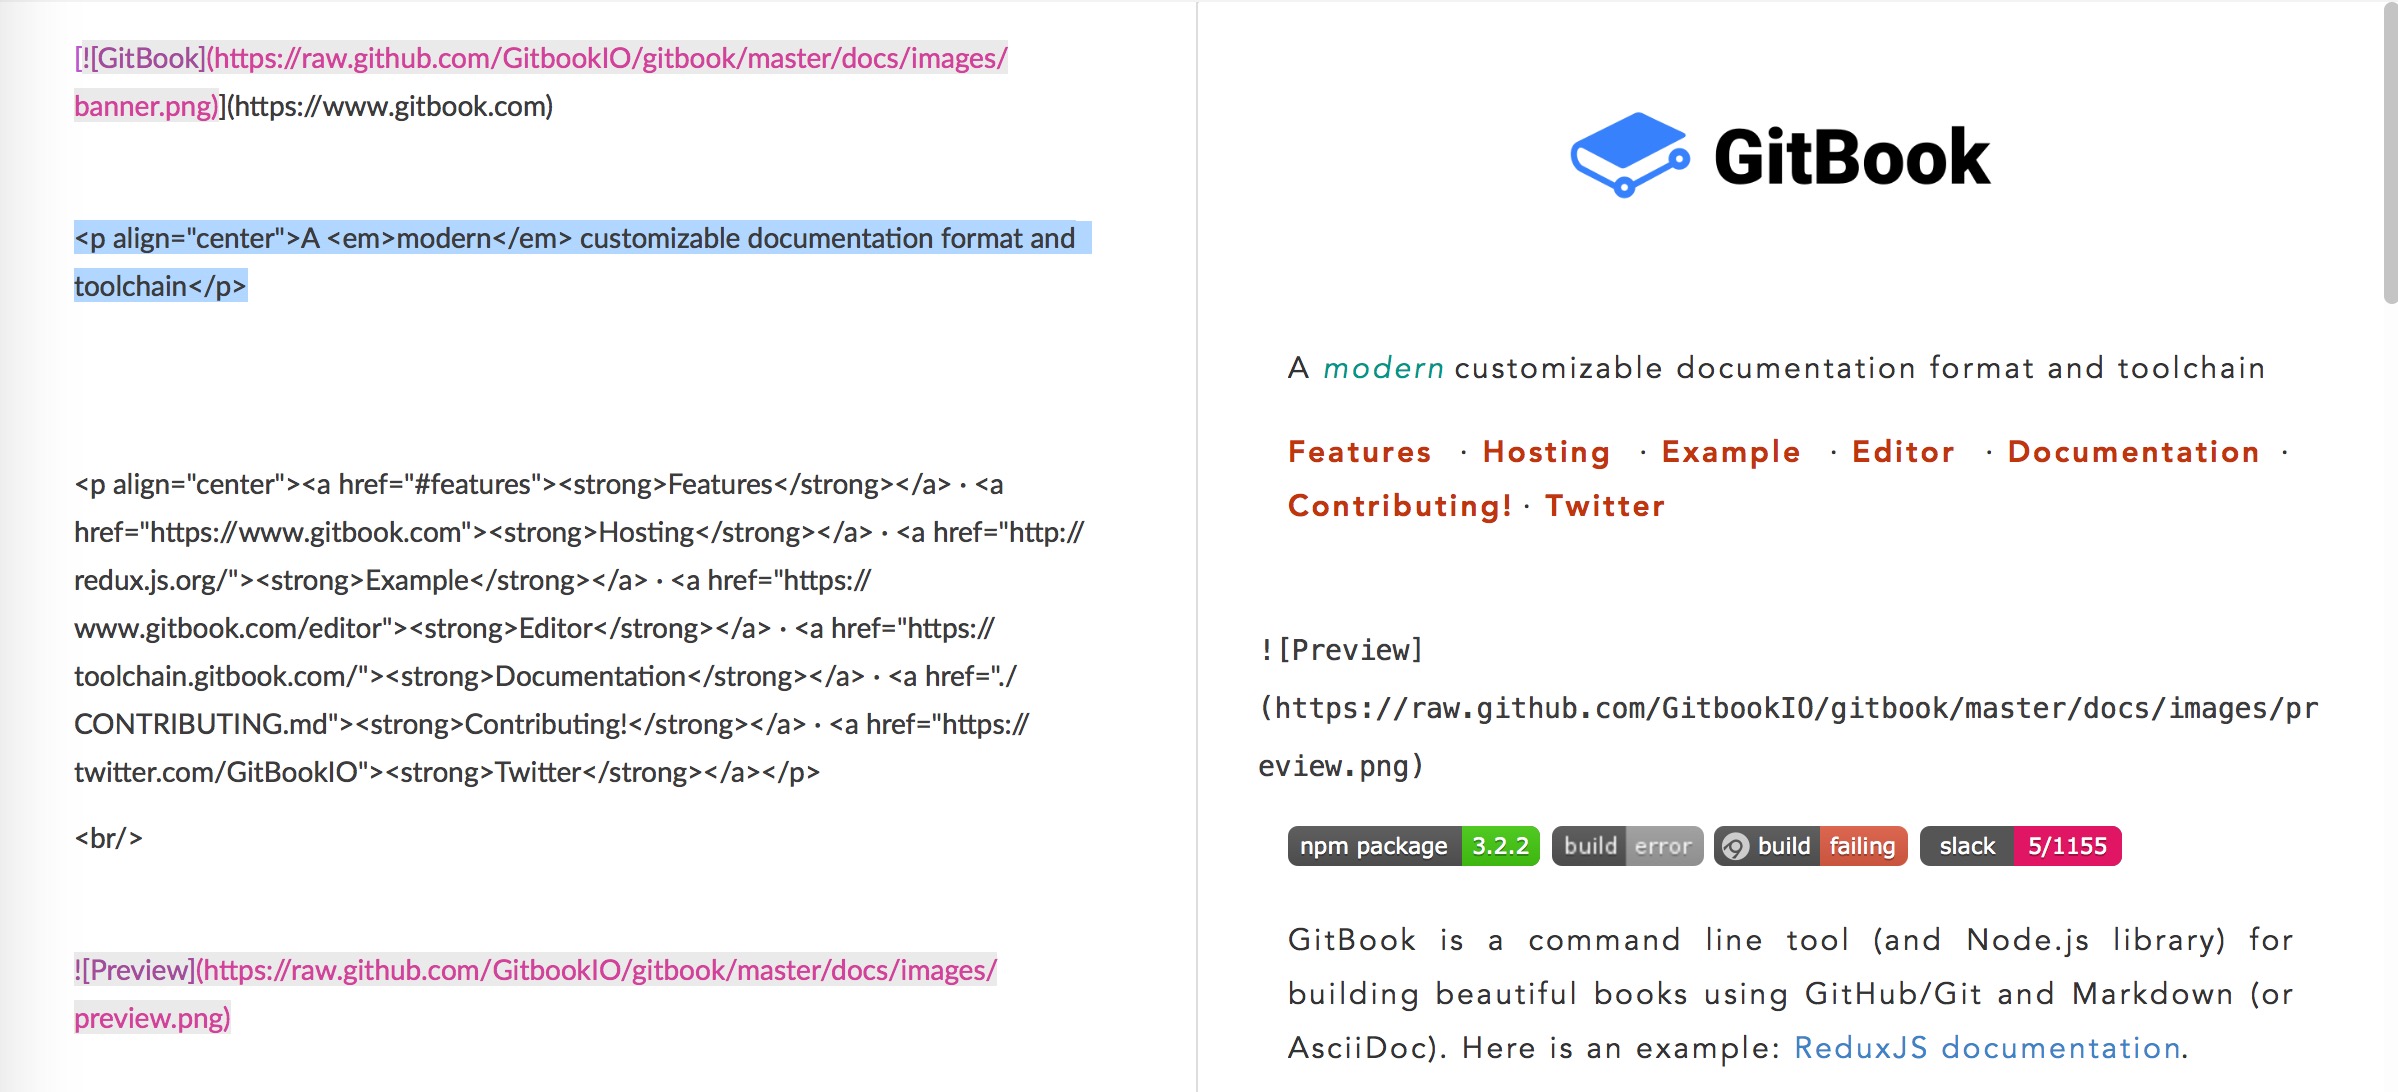 [![GitBook](https://raw.github.com/GitbookIO/gitbook/master/docs/images/
banner.png)](https://www.gitbook.com)
<p align="center">A <em>modern</em> customizable documentation format and
toolchain</p>
<p align="center"><a href="#features"><strong>Features</strong></a> · <a
href="https://www.gitbook.com"><strong>Hosting</strong></a> · <a href="http://
redux.js.org/"><strong>Example</strong></a> · <a href="https://
www.gitbook.com/editor"><strong>Editor</strong></a> · <a href="https://
toolchain.gitbook.com/"><strong>Documentation</strong></a> · <a href="./
CONTRIBUTING.md"><strong>Contributing!</strong></a> · <a href="https://
twitter.com/GitBookIO"><strong>Twitter</strong></a></p>
<br/>
![Preview](https://raw.github.com/GitbookIO/gitbook/master/docs/images/
preview.png)
GitBook
A modern customizable documentation format and toolchain
Features · Hosting · Example · Editor · Documentation ·
Contributing! · Twitter
![Preview]
(https://raw.github.com/GitbookIO/gitbook/master/docs/images/pr
eview.png)
npm package 3.2.2 build error build failing slack 5/1155
GitBook is a command line tool (and Node.js library) for
building beautiful books using GitHub/Git and Markdown (or
AsciiDoc). Here is an example: ReduxJS documentation.